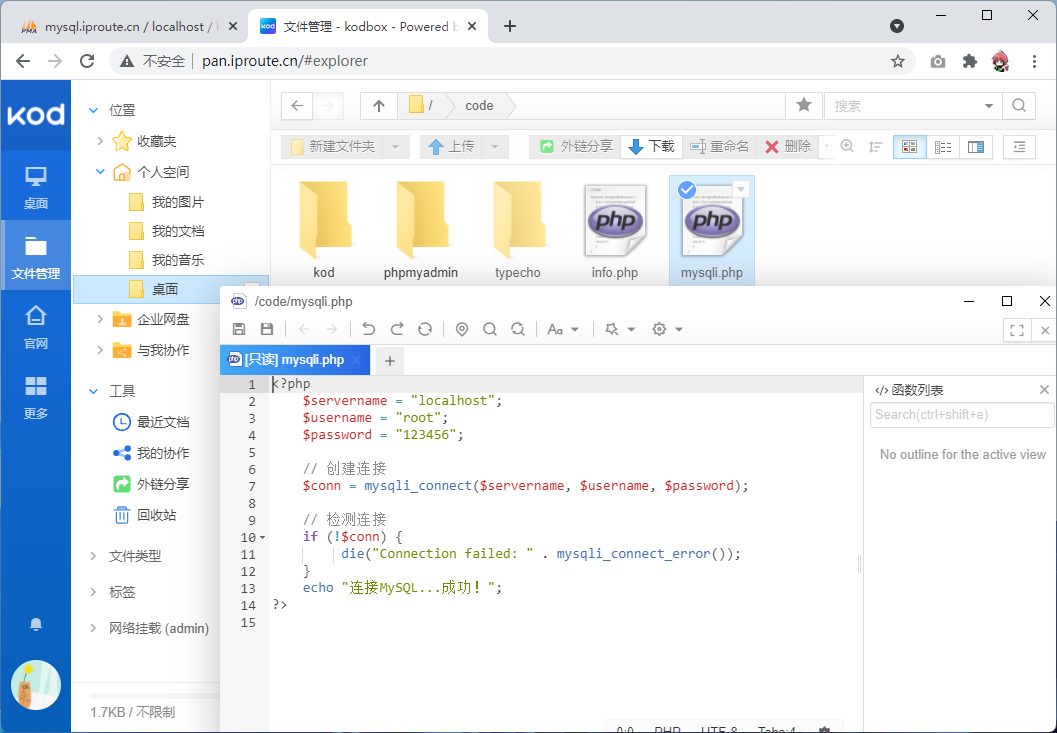 mysql.iproute.cn / localhost /
文件管理 - kodbox - Powered b
不安全
pan.iproute.cn/#explorer
kod
桌面
文件管理
官网
更多
位置
收藏夹
个人空间
我的图片
我的文档
我的音乐
桌面
企业网盘
与我协作
工具
最近文档
我的协作
外链分享
回收站
文件类型
标签
网络挂载 (admin)
1.7KB / 不限制
/
code
搜索
新建文件夹
上传
外链分享
下载
重命名
删除
kod
phpmyadmin
typecho
info.php
mysqli.php
/code/mysqli.php
Aa
[只读] mysqli.php
1 <?php
2 $servername = "localhost";
3 $username = "root";
4 $password = "123456";
5
6 // 创建连接
7 $conn = mysqli_connect($servername, $username, $password);
8
9 // 检测连接
10 if (!$conn) {
11 die("Connection failed: " . mysqli_connect_error());
12 }
13 echo "连接MySQL...成功！";
14 ?>
15
函数列表
Search(ctrl+shift+e)
No outline for the active view
0:0 PHP UTF-8 Tabs:4